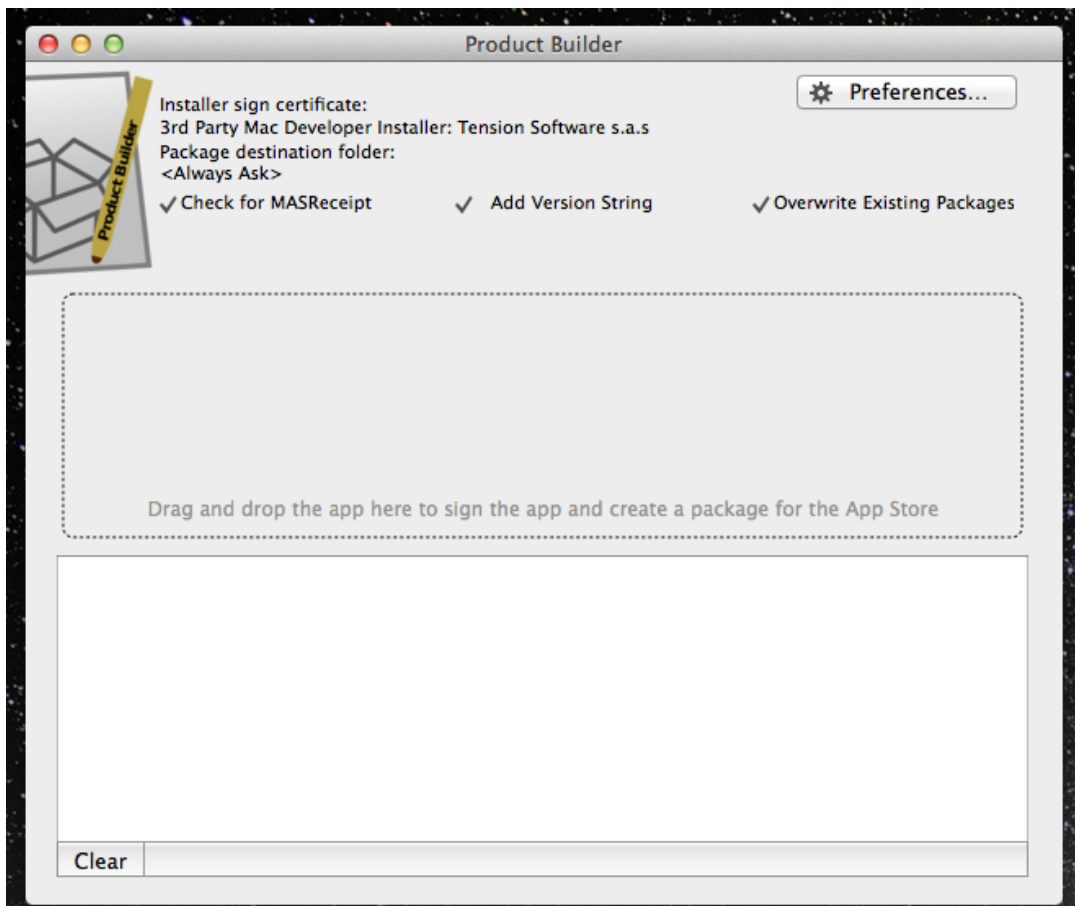 Product Builder
Preferences...
Product Builder
Installer sign certificate:
3rd Party Mac Developer Installer: Tension Software s.a.s
Package destination folder:
<Always Ask>
Check for MASReceipt
Add Version String
Overwrite Existing Packages
Drag and drop the app here to sign the app and create a package for the App Store
Clear